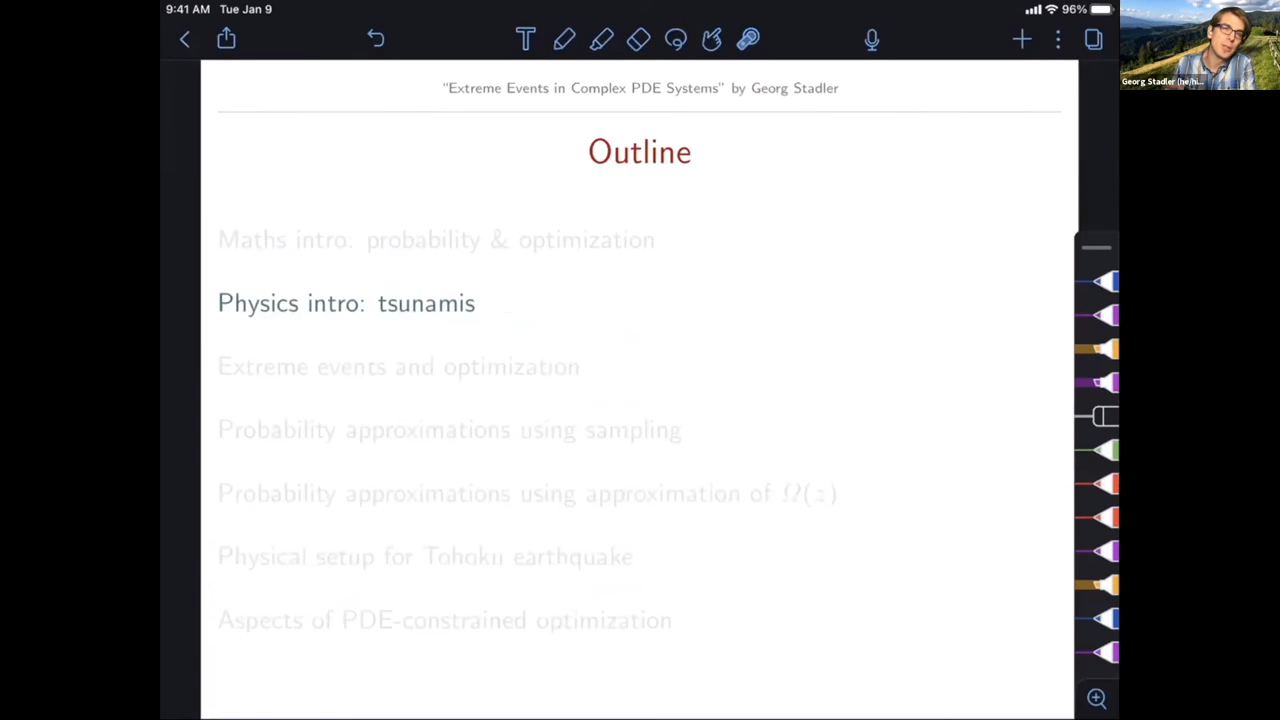 9:41 AM Tue Jan 9
96%
T
Georg Stadler (he/hi...
“Extreme Events in Complex PDE Systems” by Georg Stadler
Outline
Maths intro: probability & optimization
Physics intro: tsunamis
Extreme events and optimization
Probability approximations using sampling
Probability approximations using approximation of Ω(z)
Physical setup for Tohoku earthquake
Aspects of PDE-constrained optimization